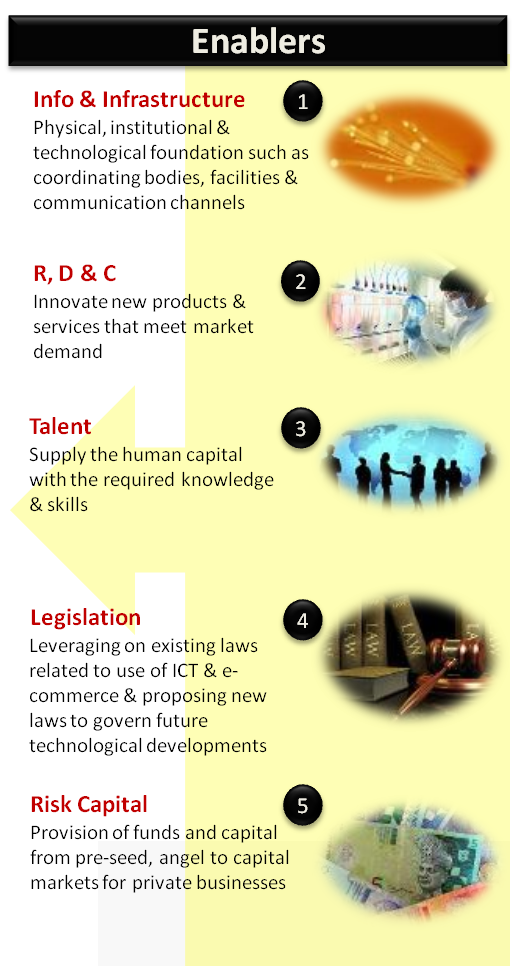 Enablers
Info & Infrastructure
1
Physical, institutional &
technological foundation such as
coordinating bodies, facilities &
communication channels
R, D & C
2
Innovate new products &
services that meet market
demand
Talent
3
Supply the human capital
with the required knowledge
& skills
Legislation
4
Leveraging on existing laws
related to use of ICT & e-
commerce & proposing new
laws to govern future
technological developments
LAW
LAW
LAW
Risk Capital
5
Provision of funds and capital
from pre-seed, angel to capital
markets for private businesses